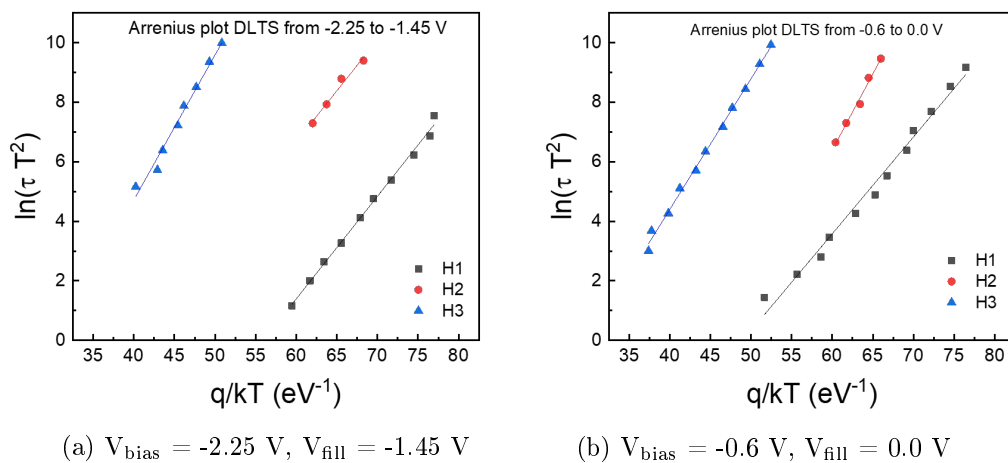 Arrenius plot DLTS from -2.25 to -1.45 V
10
8
6
4
2
0
ln(τ T²)
35 40 45 50 55 60 65 70 75 80
q/kT (eV⁻¹)
H1
H2
H3
(a) V_bias = -2.25 V, V_fill = -1.45 V
Arrenius plot DLTS from -0.6 to 0.0 V
10
8
6
4
2
0
ln(τ T²)
35 40 45 50 55 60 65 70 75 80
q/kT (eV⁻¹)
H1
H2
H3
(b) V_bias = -0.6 V, V_fill = 0.0 V